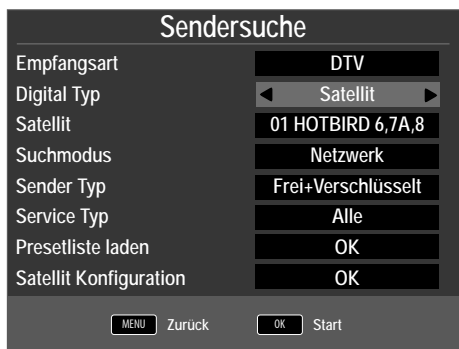 Sendersuche
Empfangsart DTV
Digital Typ Satellit
Satellit 01 HOTBIRD 6,7A,8
Suchmodus Netzwerk
Sender Typ Frei+Verschlüsselt
Service Typ Alle
Presetliste laden OK
Satellit Konfiguration OK
MENU Zurück OK Start